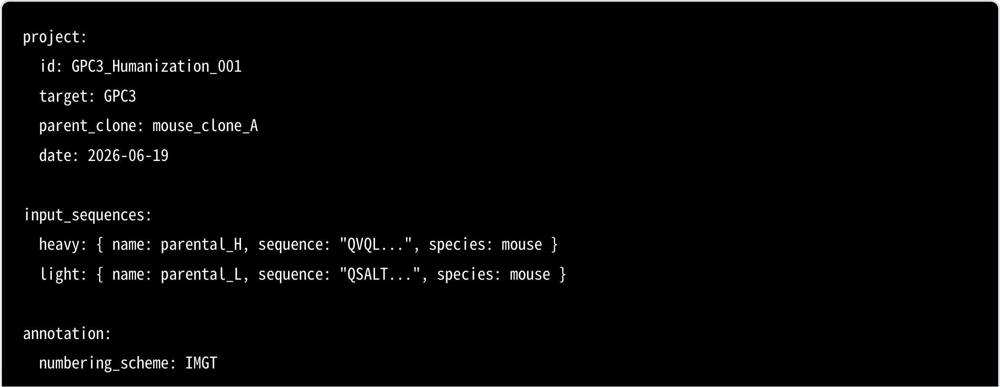 project:
  id: GPC3_Humanization_001
  target: GPC3
  parent_clone: mouse_clone_A
  date: 2026-06-19

input_sequences:
  heavy: { name: parental_H, sequence: "QVQL...", species: mouse }
  light: { name: parental_L, sequence: "QSALT...", species: mouse }

annotation:
  numbering_scheme: IMGT